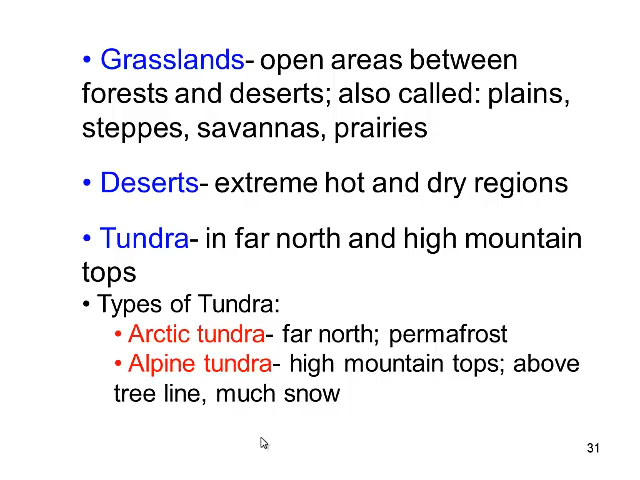 • Grasslands- open areas between
forests and deserts; also called: plains,
steppes, savannas, prairies
• Deserts- extreme hot and dry regions
• Tundra- in far north and high mountain
tops
• Types of Tundra:
• Arctic tundra- far north; permafrost
• Alpine tundra- high mountain tops; above
tree line, much snow
31